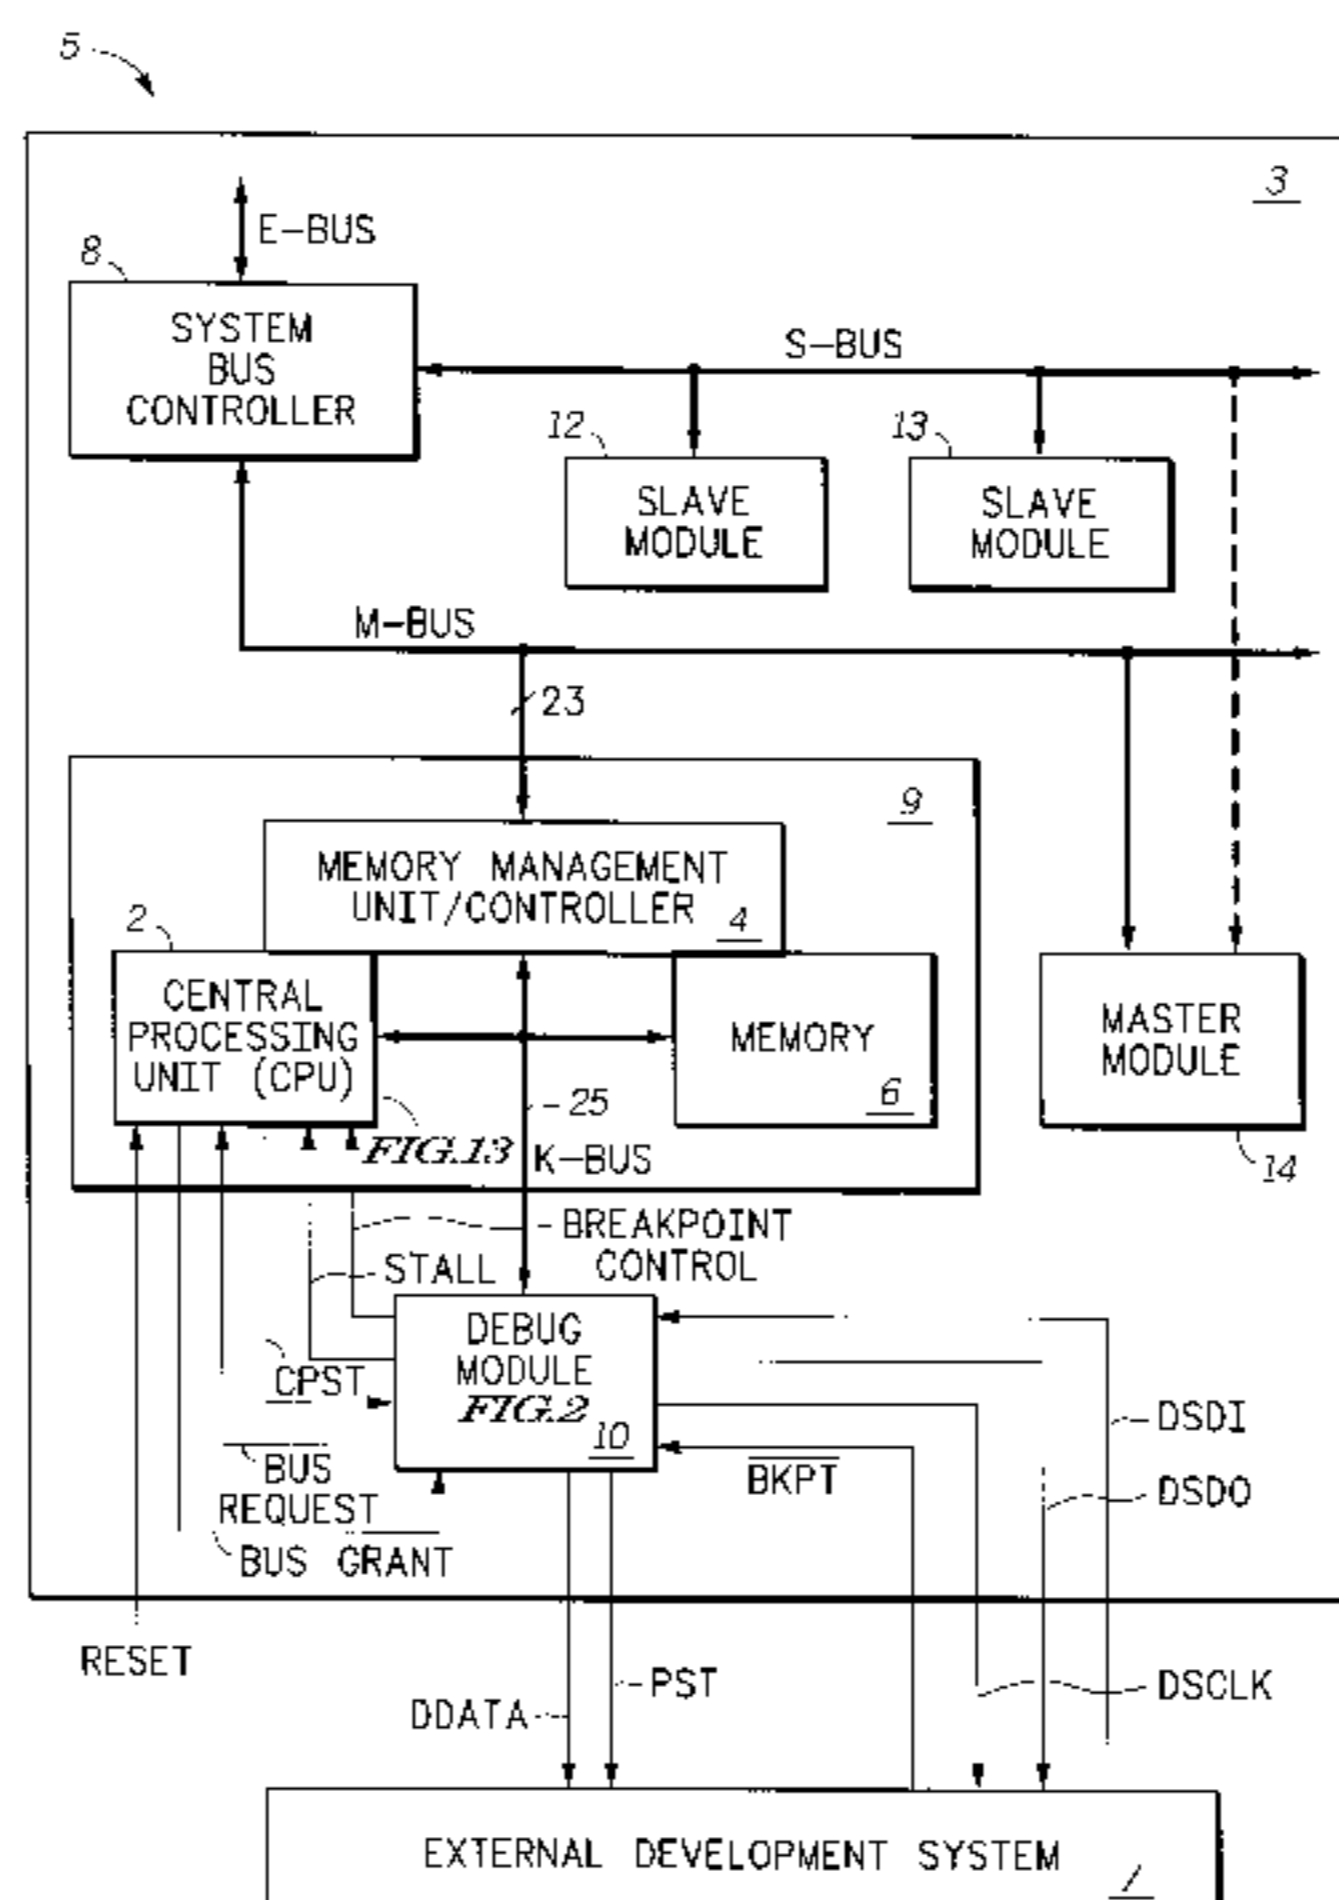 5
3
E-BUS
8
SYSTEM
BUS
CONTROLLER
S-BUS
12
13
SLAVE
MODULE
SLAVE
MODULE
M-BUS
23
9
MEMORY MANAGEMENT
UNIT/CONTROLLER
4
2
CENTRAL
PROCESSING
UNIT (CPU)
MEMORY
6
MASTER
MODULE
14
25
FIG.13
K-BUS
BREAKPOINT
CONTROL
STALL
DEBUG
MODULE
FIG.2
10
CPST
BKPT
DSDI
DSDO
BUS
REQUEST
BUS GRANT
RESET
PST
DDATA
DSCLK
EXTERNAL DEVELOPMENT SYSTEM
7